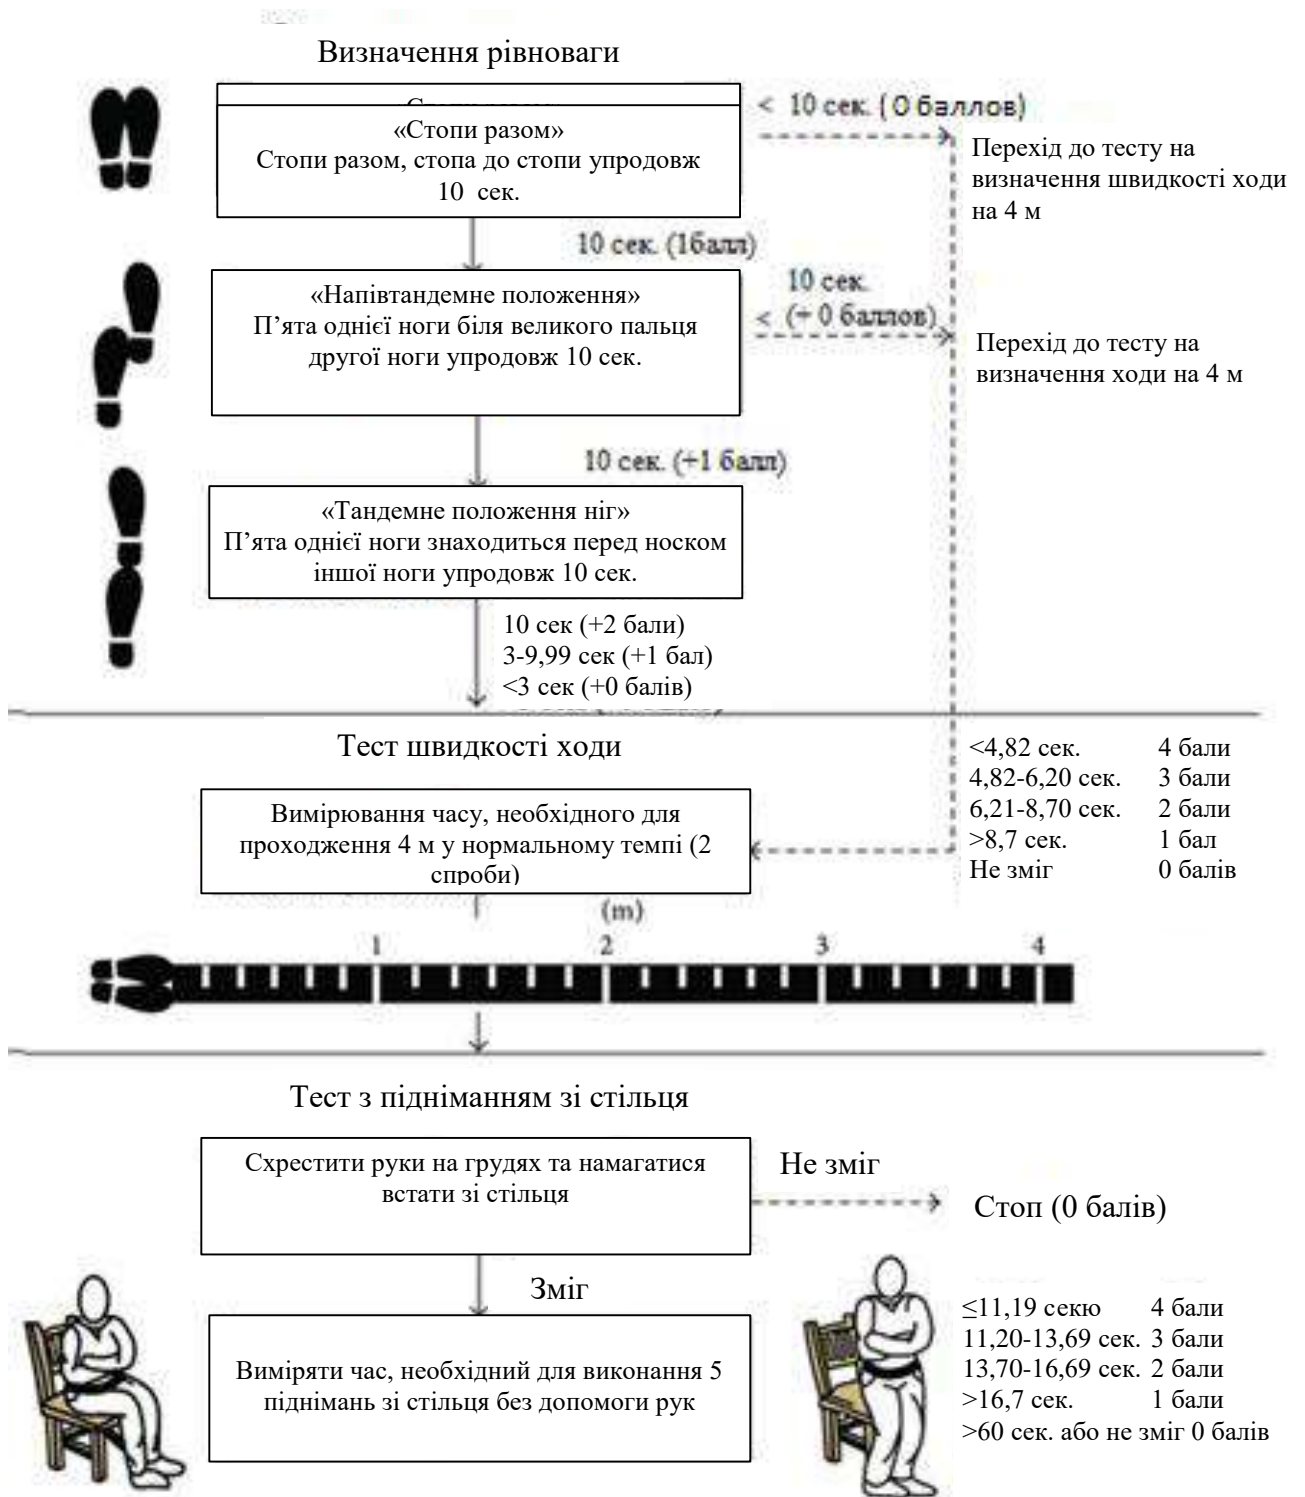 Визначення рівноваги
< 10 сек. ( 0 баллов)
«Стопи разом»
Стопи разом, стопа до стопи упродовж
10 сек.
Перехід до тесту на
визначення швидкості ходи
на 4 м
10 сек. (1балл)
«Напівтандемне положення»
П’ята однієї ноги біля великого пальця
другої ноги упродовж 10 сек.
10 сек.
< (+ 0 баллов)
Перехід до тесту на
визначення ходи на 4 м
10 сек. (+1 балл)
«Тандемне положення ніг»
П’ята однієї ноги знаходиться перед носком
іншої ноги упродовж 10 сек.
10 сек (+2 бали)
3-9,99 сек (+1 бал)
<3 сек (+0 балів)
Тест швидкості ходи
Вимірювання часу, необхідного для
проходження 4 м у нормальному темпі (2
спроби)
<4,82 сек. 4 бали
4,82-6,20 сек. 3 бали
6,21-8,70 сек. 2 бали
>8,7 сек. 1 бал
Не зміг 0 балів
(m)
1 2 3 4
Тест з підніманням зі стільця
Схрестити руки на грудях та намагатися
встати зі стільця
Не зміг
Стоп (0 балів)
Зміг
Виміряти час, необхідний для виконання 5
піднімань зі стільця без допомоги рук
≤11,19 секю 4 бали
11,20-13,69 сек. 3 бали
13,70-16,69 сек. 2 бали
>16,7 сек. 1 бали
>60 сек. або не зміг 0 балів